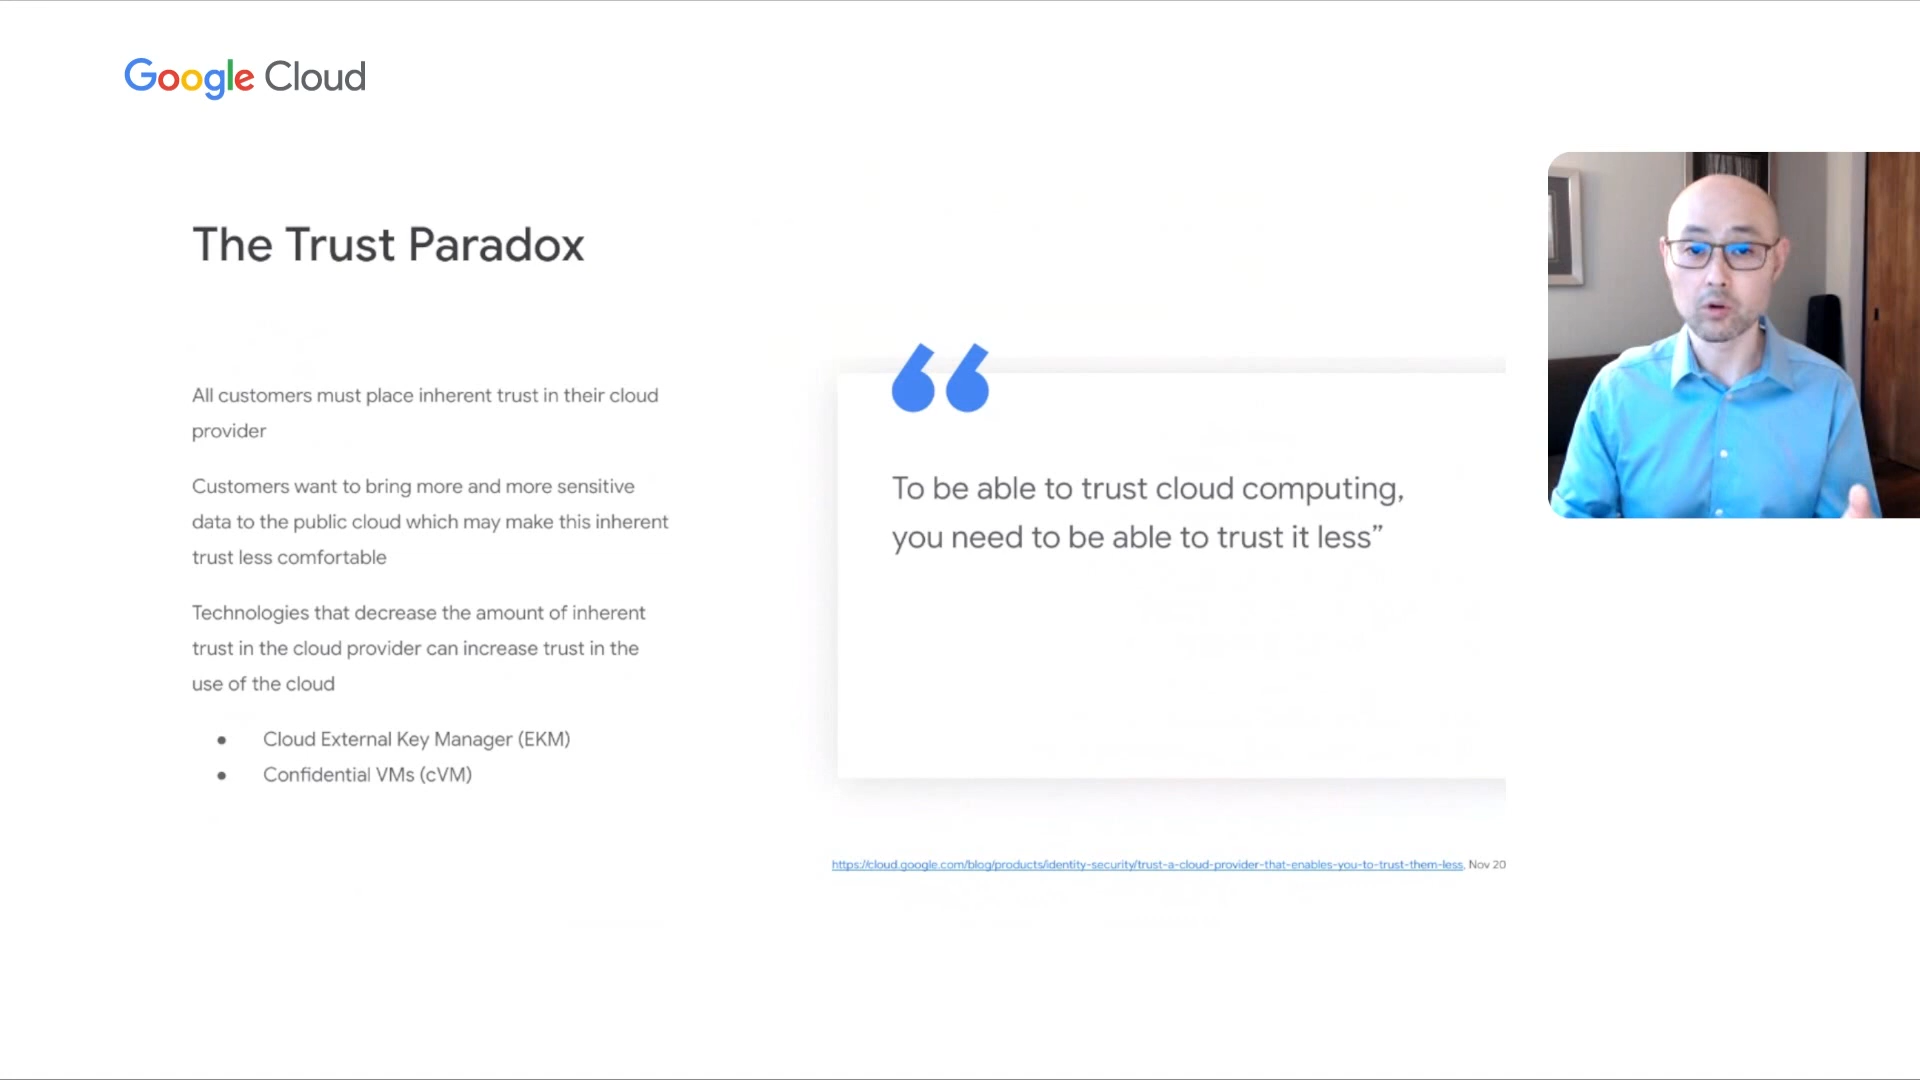 Google Cloud
The Trust Paradox
All customers must place inherent trust in their cloud
provider
Customers want to bring more and more sensitive
data to the public cloud which may make this inherent
trust less comfortable
Technologies that decrease the amount of inherent
trust in the cloud provider can increase trust in the
use of the cloud
● Cloud External Key Manager (EKM)
● Confidential VMs (cVM)
“
To be able to trust cloud computing,
you need to be able to trust it less”
https://cloud.google.com/blog/products/identity-security/trust-a-cloud-provider-that-enables-you-to-trust-them-less, Nov 20